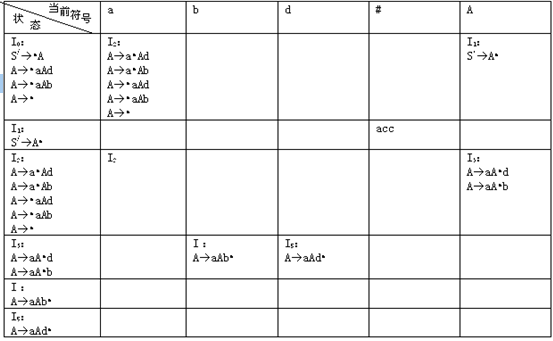 当前符号
状 态
a
b
d
#
A
I₀:
S′→•A
A→•aAd
A→•aAb
A→•
I₂:
A→a•Ad
A→a•Ab
A→•aAd
A→•aAb
A→•
I₁:
S'→A•
I₁:
S′→A•
acc
I₂:
A→a•Ad
A→a•Ab
A→•aAd
A→•aAb
A→•
I₂
I₃:
A→aA•d
A→aA•b
I₃:
A→aA•d
A→aA•b
I :
A→aAb•
I₅:
A→aAd•
I :
A→aAb•
I₅:
A→aAd•